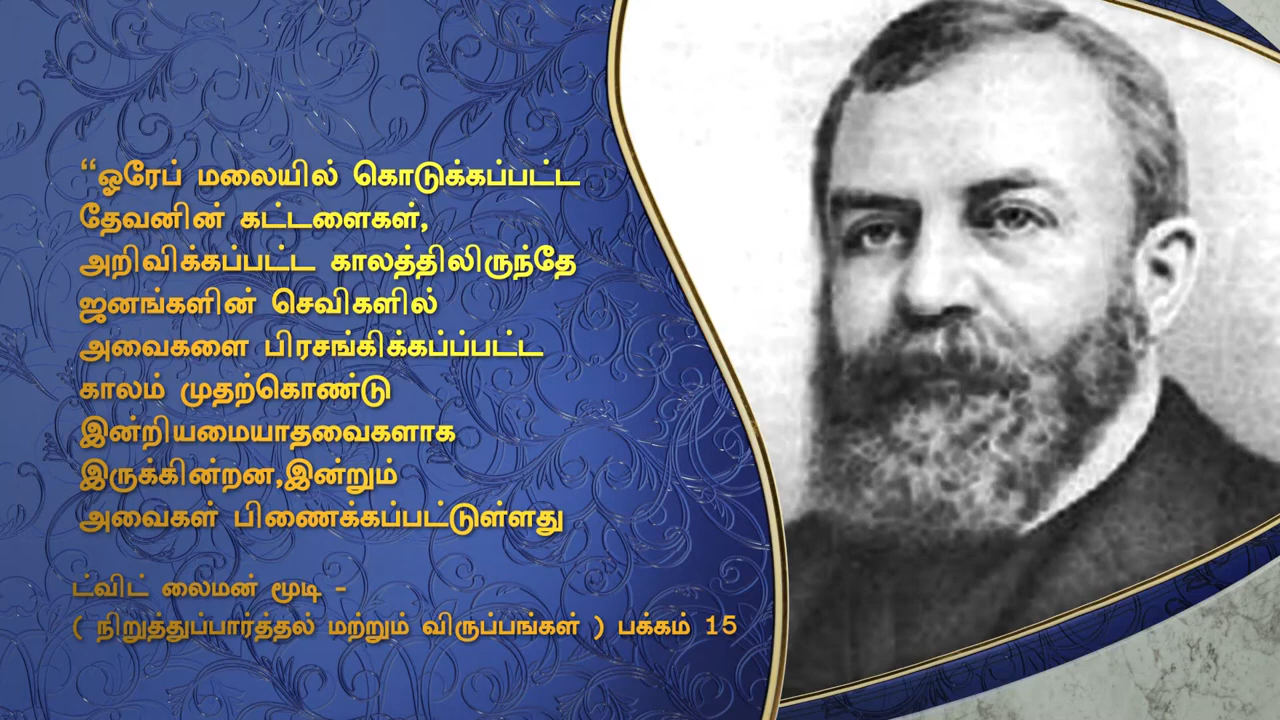 “ஓரேப் மலையில் கொடுக்கப்பட்ட
தேவனின் கட்டளைகள்,
அறிவிக்கப்பட்ட காலத்திலிருந்தே
ஜனங்களின் செவிகளில்
அவைகளை பிரசங்கிக்கப்ப்பட்ட
காலம் முதற்கொண்டு
இன்றியமையாதவைகளாக
இருக்கின்றன,இன்றும்
அவைகள் பிணைக்கப்பட்டுள்ளது
ட்விட் லைமன் மூடி -
( நிறுத்துப்பார்த்தல் மற்றும் விருப்பங்கள் ) பக்கம் 15